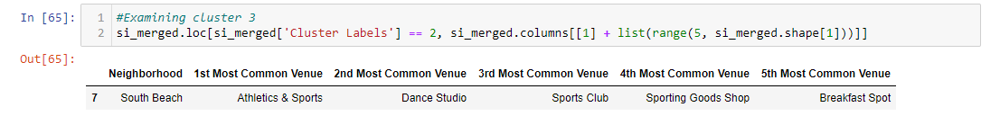 In [65]:
1 #Examining cluster 3
2 si_merged.loc[si_merged['Cluster Labels'] == 2, si_merged.columns[[1] + list(range(5, si_merged.shape[1]))]]
Out[65]:
Neighborhood 1st Most Common Venue 2nd Most Common Venue 3rd Most Common Venue 4th Most Common Venue 5th Most Common Venue
7 South Beach Athletics & Sports Dance Studio Sports Club Sporting Goods Shop Breakfast Spot